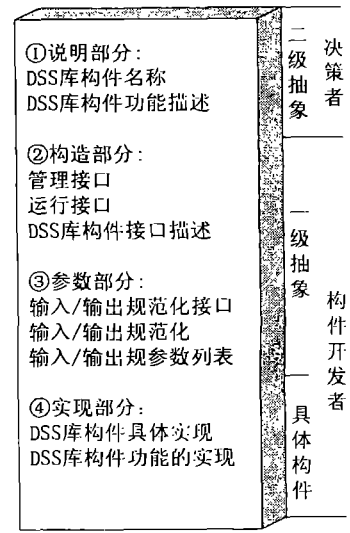 ①说明部分:
DSS库构件名称
DSS库构件功能描述
②构造部分:
管理接口
运行接口
DSS库构件接口描述
③参数部分:
输入/输出规范化接口
输入/输出规范化
输入/输出规参数列表
④实现部分:
DSS库构件具体实现
DSS库构件功能的实现
二级抽象
决策者
一级抽象
构件开发者
具体构件